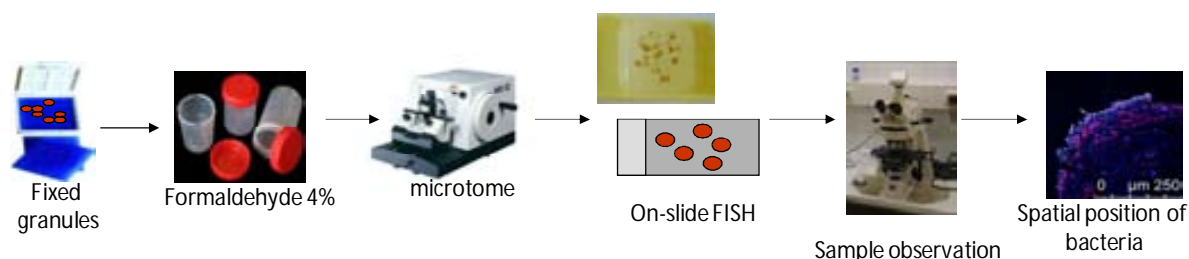 Fixed
granules
Formaldehyde 4%
microtome
On-slide FISH
Sample observation
0 µm 250
Spatial position of
bacteria